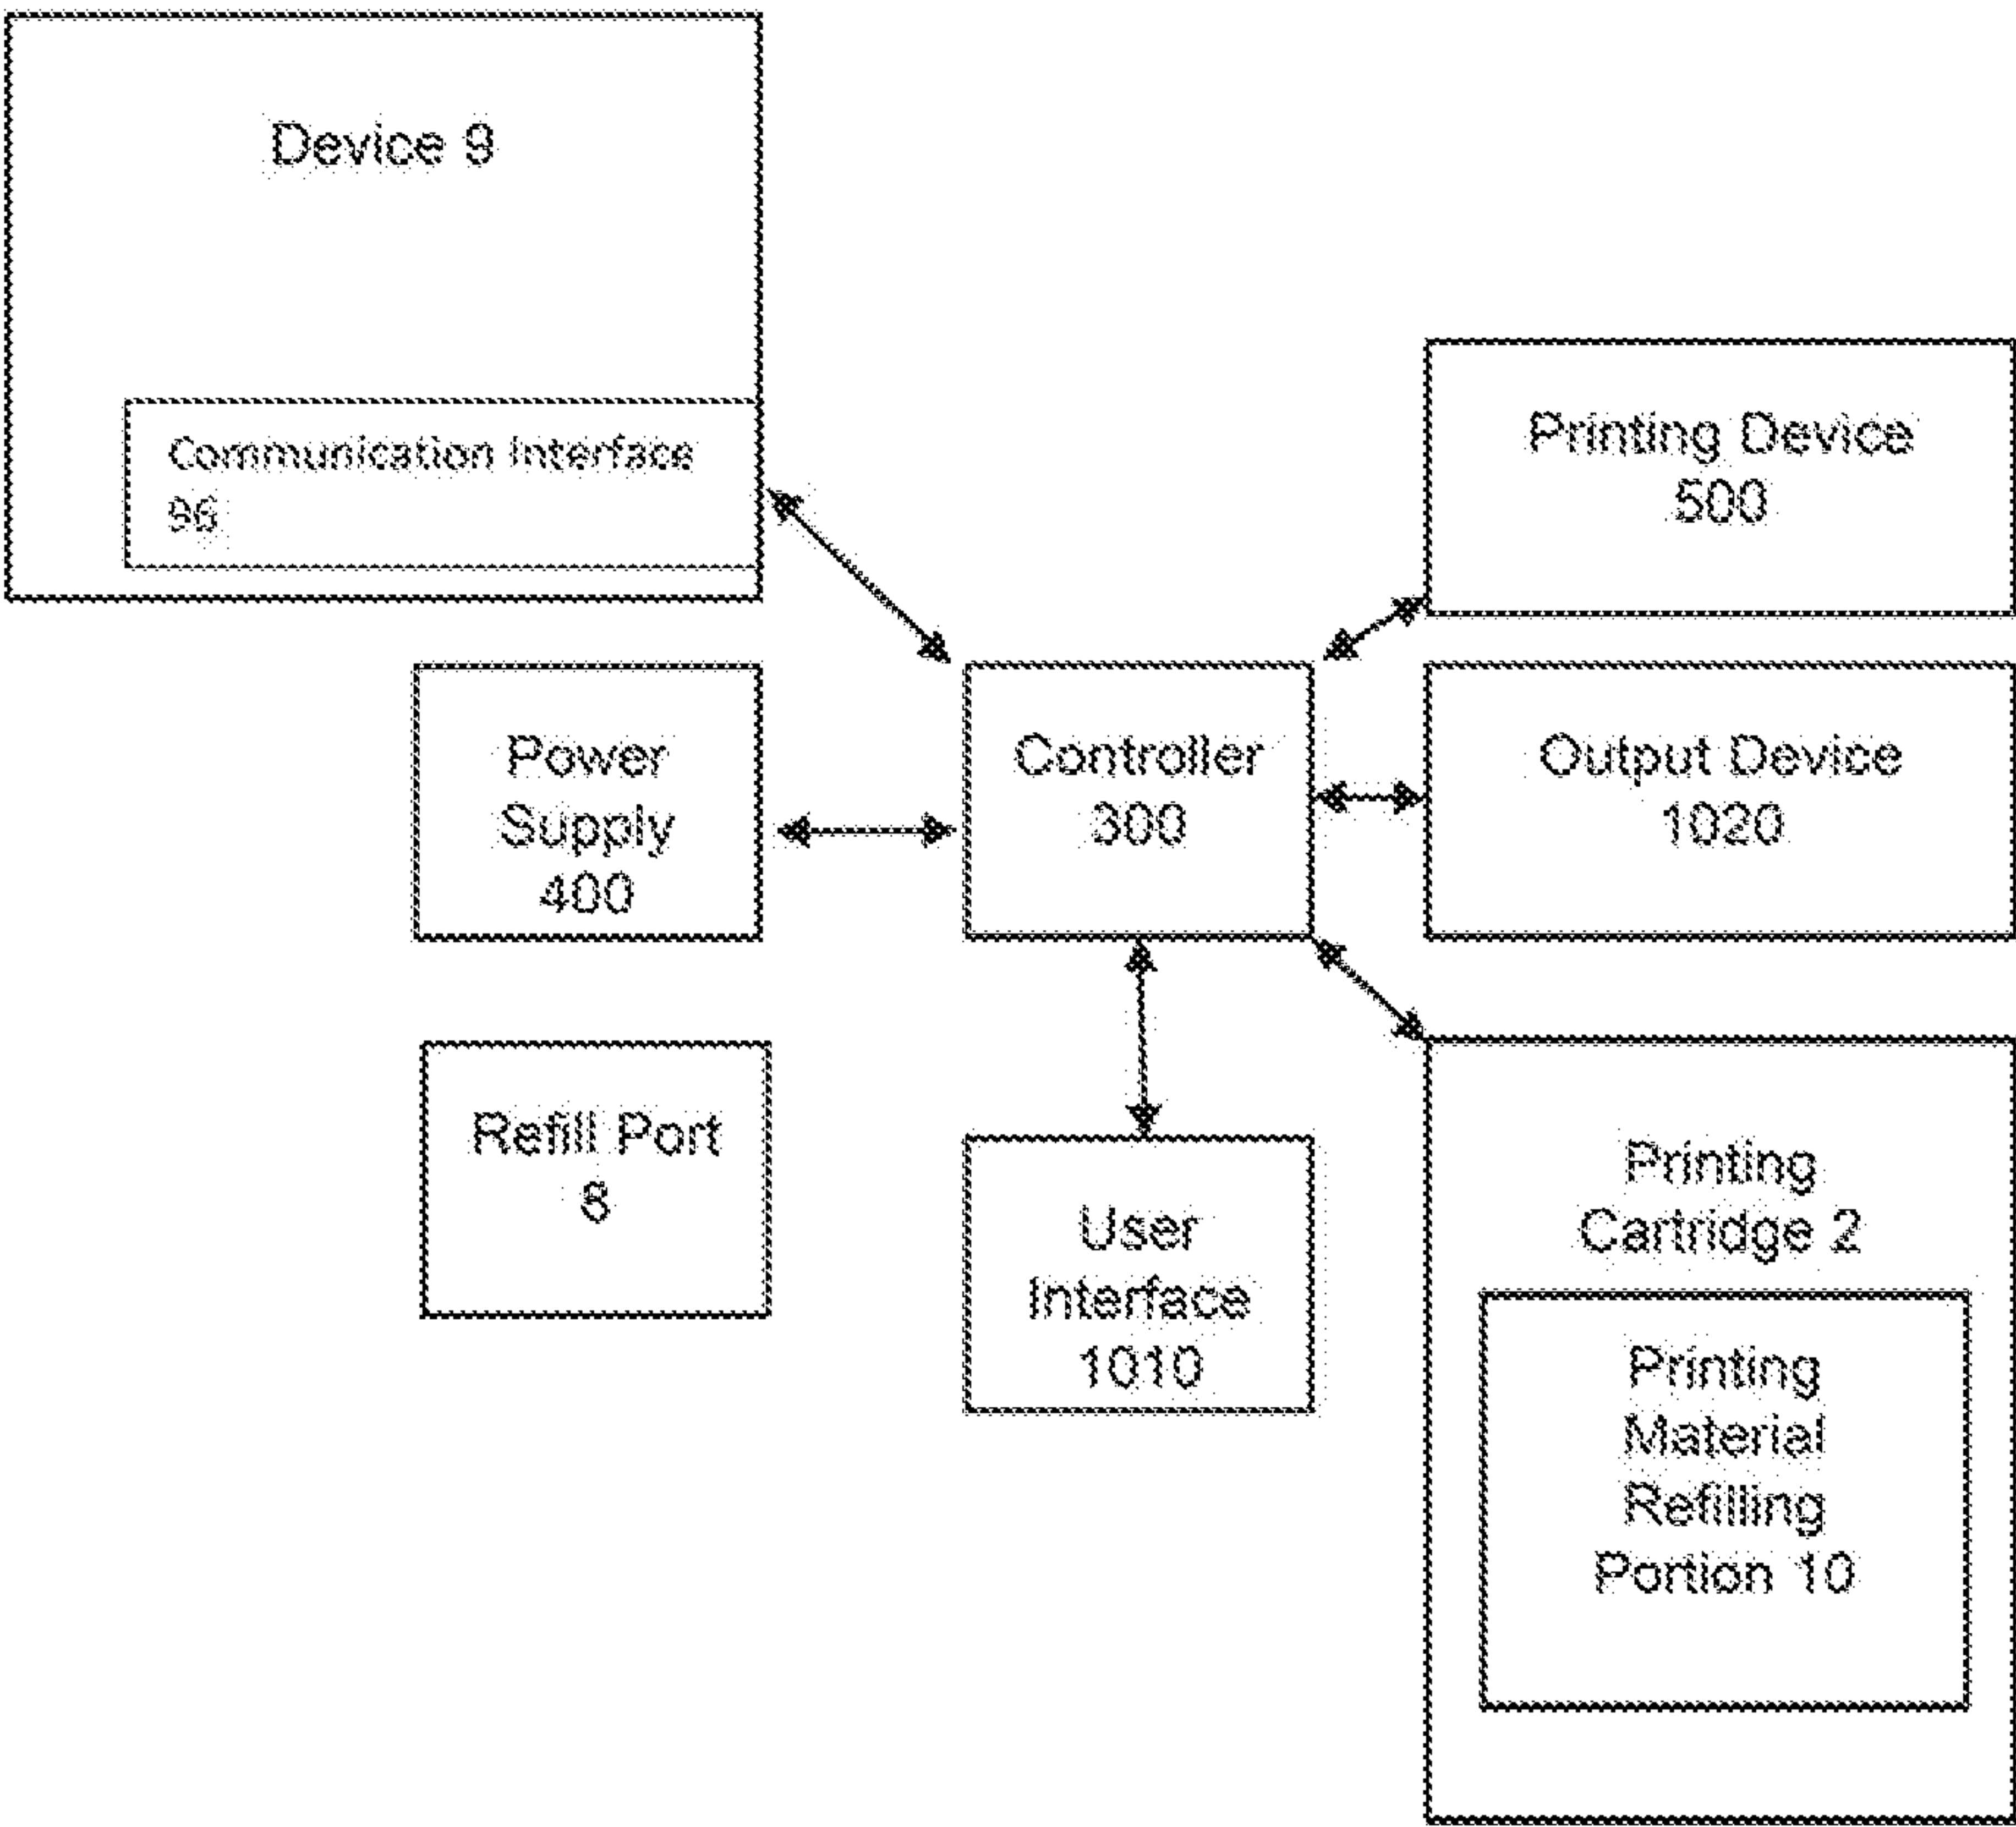 Device 9
Communication Interface
96
Printing Device
500
Power
Supply
400
Controller
300
Output Device
1020
Refill Port
User
Interface
1010
Printing
Cartridge 2
Printing
Material
Refilling
Portion 10